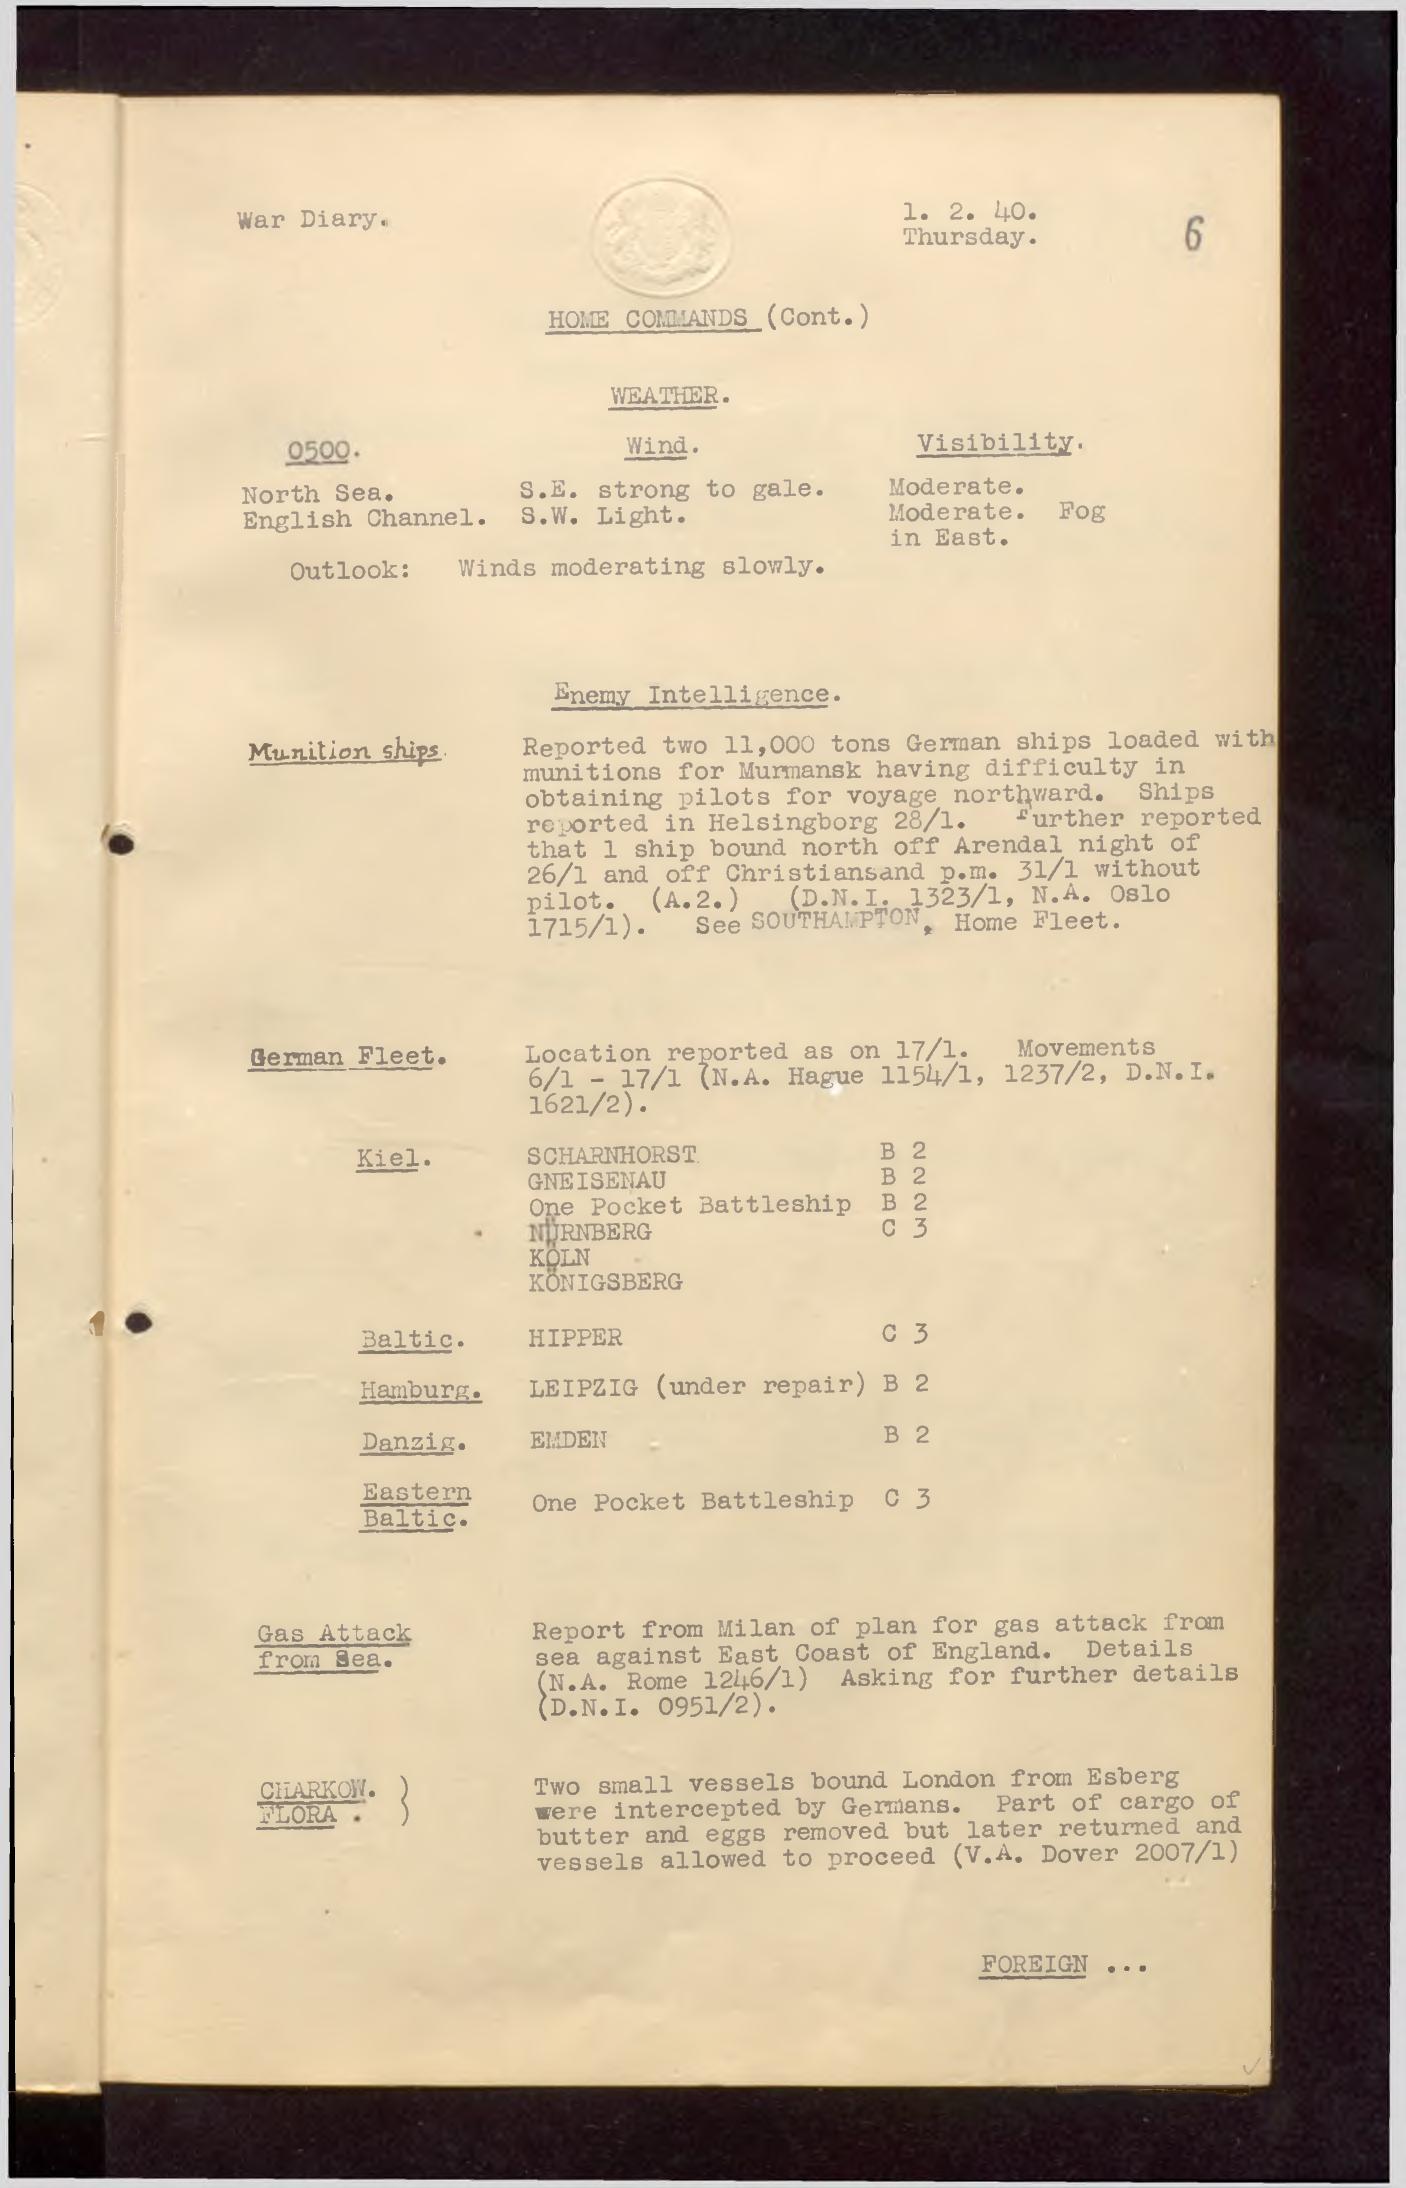 War Diary.
1. 2. 40.
Thursday.
6
HOME COMMANDS (Cont.)
WEATHER.
0500. Wind. Visibility.
North Sea. S.E. strong to gale. Moderate.
English Channel. S.W. Light. Moderate. Fog
in East.
Outlook: Winds moderating slowly.
Enemy Intelligence.
Munition ships. Reported two 11,000 tons German ships loaded with
munitions for Murmansk having difficulty in
obtaining pilots for voyage northward. Ships
reported in Helsingborg 28/1. Further reported
that 1 ship bound north off Arendal night of
26/1 and off Christiansand p.m. 31/1 without
pilot. (A.2.) (D.N.I. 1323/1, N.A. Oslo
1715/1). See SOUTHAMPTON, Home Fleet.
German Fleet. Location reported as on 17/1. Movements
6/1 - 17/1 (N.A. Hague 1154/1, 1237/2, D.N.I.
1621/2).
Kiel. SCHARNHORST B 2
GNEISENAU B 2
One Pocket Battleship B 2
NÜRNBERG C 3
KÖLN
KÖNIGSBERG
Baltic. HIPPER C 3
Hamburg. LEIPZIG (under repair) B 2
Danzig. EMDEN B 2
Eastern
Baltic. One Pocket Battleship C 3
Gas Attack Report from Milan of plan for gas attack from
from Sea. sea against East Coast of England. Details
(N.A. Rome 1246/1) Asking for further details
(D.N.I. 0951/2).
CHARKOW. ) Two small vessels bound London from Esberg
FLORA . ) were intercepted by Germans. Part of cargo of
butter and eggs removed but later returned and
vessels allowed to proceed (V.A. Dover 2007/1)
FOREIGN ...